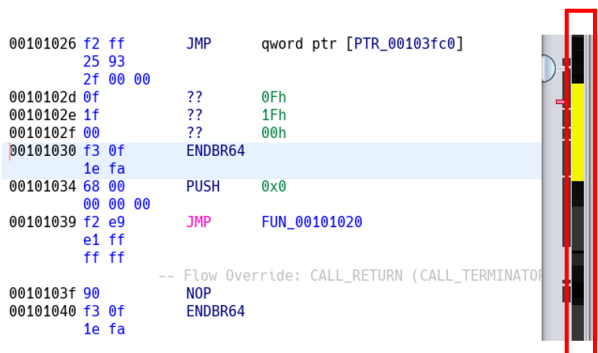 00101026 f2 ff JMP qword ptr [PTR_00103fc0]
25 93
2f 00 00
0010102d 0f ?? 0Fh
0010102e 1f ?? 1Fh
0010102f 00 ?? 00h
00101030 f3 0f ENDBR64
1e fa
00101034 68 00 PUSH 0x0
00 00 00
00101039 f2 e9 JMP FUN_00101020
e1 ff
ff ff
-- Flow Override: CALL_RETURN (CALL_TERMINATOR
0010103f 90 NOP
00101040 f3 0f ENDBR64
1e fa